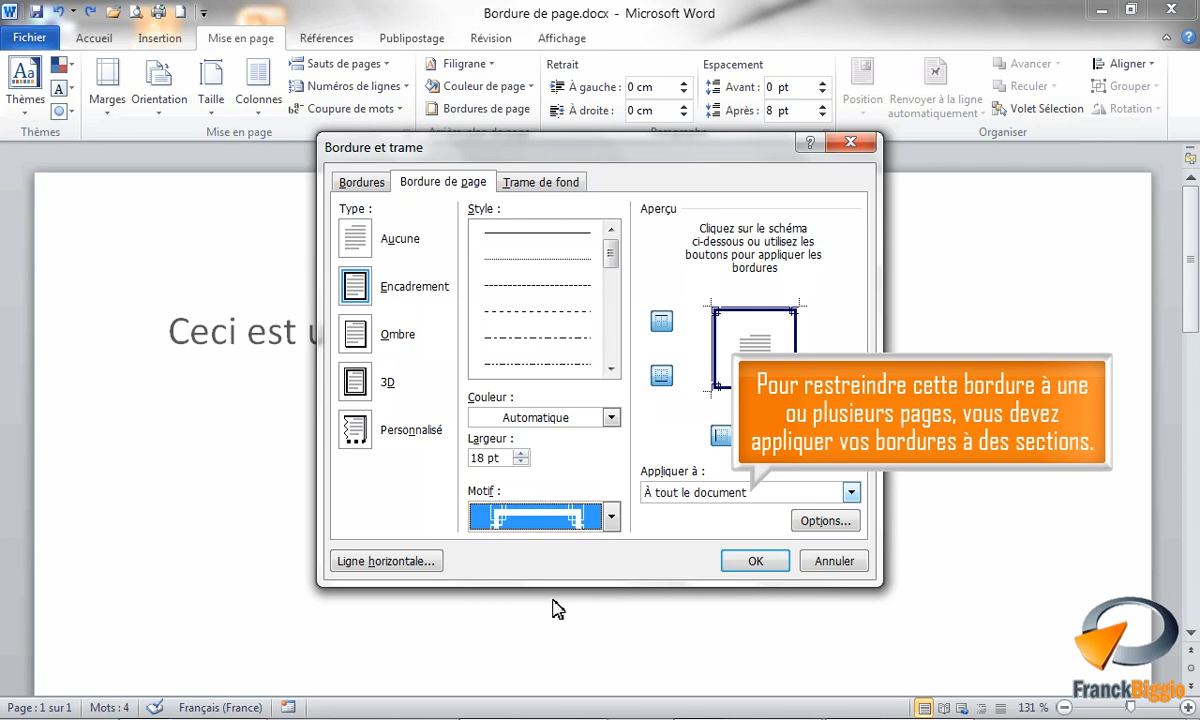 Bordure de page.docx - Microsoft Word
Fichier Accueil Insertion Mise en page Références Publipostage Révision Affichage
Thèmes
Thèmes
Marges Orientation Taille Colonnes
Sauts de pages
Numéros de lignes
Coupure de mots
Mise en page
Filigrane
Couleur de page
Bordures de page
Retrait
À gauche : 0 cm
À droite : 0 cm
Espacement
Avant : 0 pt
Après : 8 pt
Position Renvoyer à la ligne
automatiquement
Avancer
Reculer
Volet Sélection
Aligner
Grouper
Rotation
Organiser
Bordure et trame
Bordures Bordure de page Trame de fond
Type :
Aucune
Encadrement
Ombre
3D
Personnalisé
Style :
Couleur :
Automatique
Largeur :
18 pt
Motif :
Aperçu
Cliquez sur le schéma
ci-dessous ou utilisez les
boutons pour appliquer les
bordures
Pour restreindre cette bordure à une
ou plusieurs pages, vous devez
appliquer vos bordures à des sections.
Appliquer à :
À tout le document
Options...
Ligne horizontale... OK Annuler
Ceci est
FranckBiggio
Page : 1 sur 1 Mots : 4 Français (France) 131 %